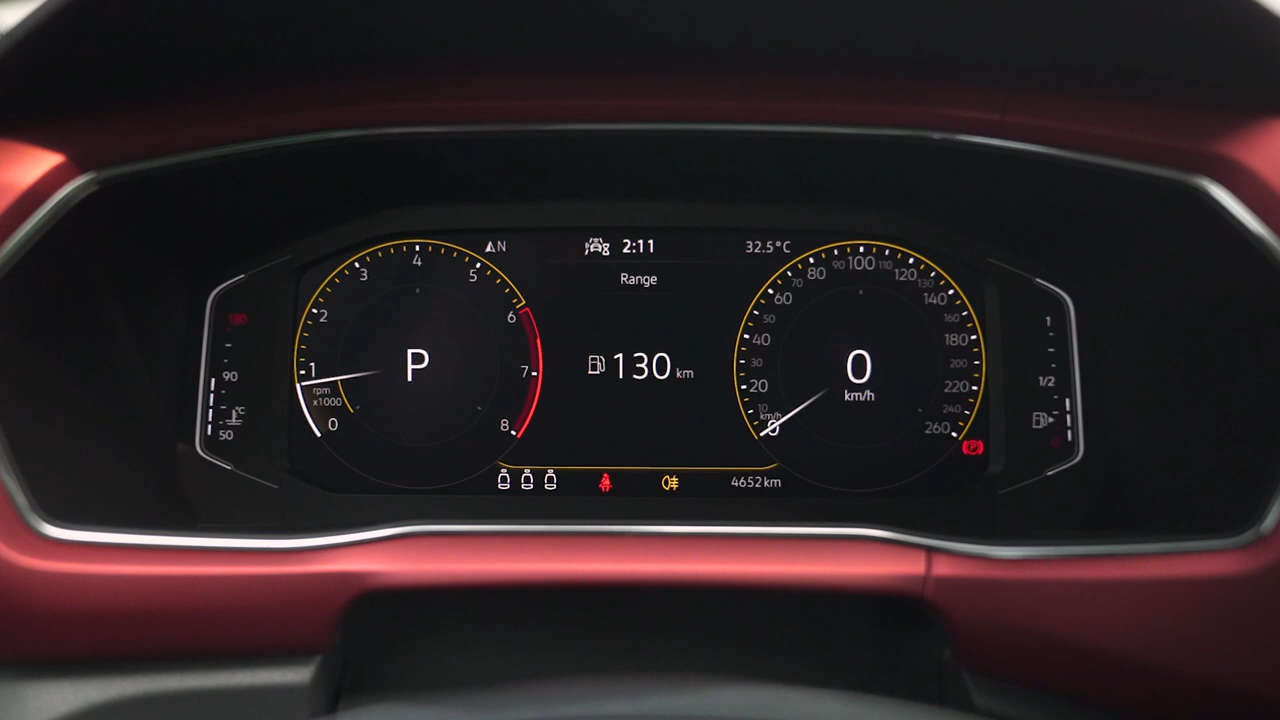 N 2:11 32.5°C
Range
130 km
0 1 2 3 4 5 6 7 8
rpm
x1000
P
130
90
°C
50
0 10 20 30 40 50 60 70 80 90 100 110 120 130 140 160 180 200 220 240 260
km/h
0
km/h
1
1/2
0
P
4652 km